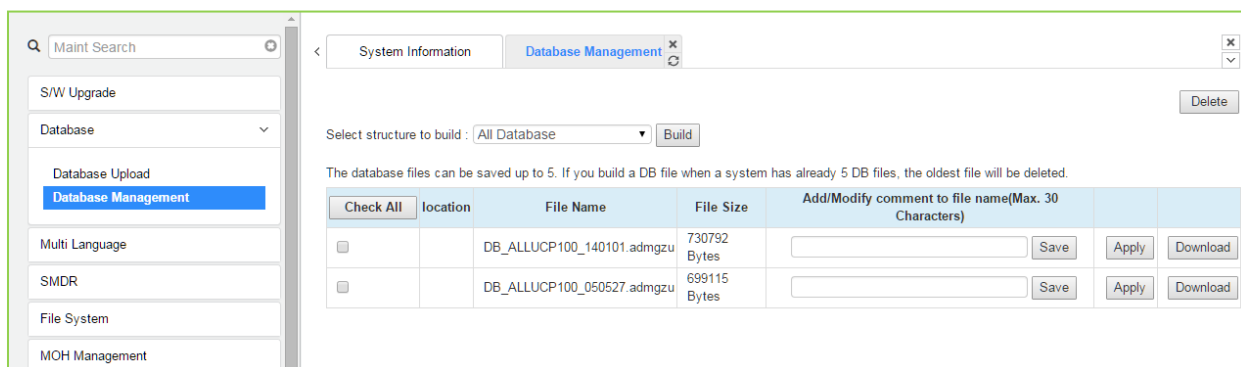 Maint Search
S/W Upgrade
Database
Database Upload
Database Management
Multi Language
SMDR
File System
MOH Management
System Information
Database Management
Delete
Select structure to build : All Database Build
The database files can be saved up to 5. If you build a DB file when a system has already 5 DB files, the oldest file will be deleted.
Check All location File Name File Size Add/Modify comment to file name(Max. 30
Characters)
DB_ALLUCP100_140101.admgzu 730792
Bytes Save Apply Download
DB_ALLUCP100_050527.admgzu 699115
Bytes Save Apply Download